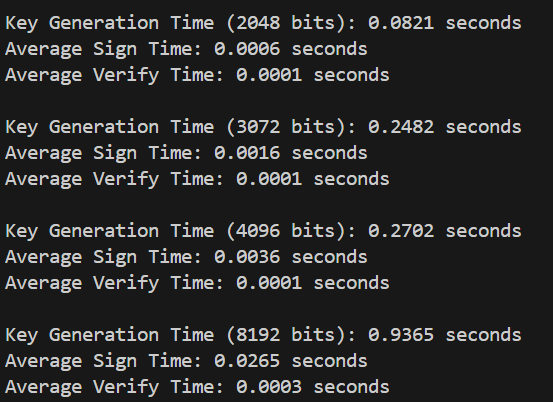 Key Generation Time (2048 bits): 0.0821 seconds
Average Sign Time: 0.0006 seconds
Average Verify Time: 0.0001 seconds
Key Generation Time (3072 bits): 0.2482 seconds
Average Sign Time: 0.0016 seconds
Average Verify Time: 0.0001 seconds
Key Generation Time (4096 bits): 0.2702 seconds
Average Sign Time: 0.0036 seconds
Average Verify Time: 0.0001 seconds
Key Generation Time (8192 bits): 0.9365 seconds
Average Sign Time: 0.0265 seconds
Average Verify Time: 0.0003 seconds